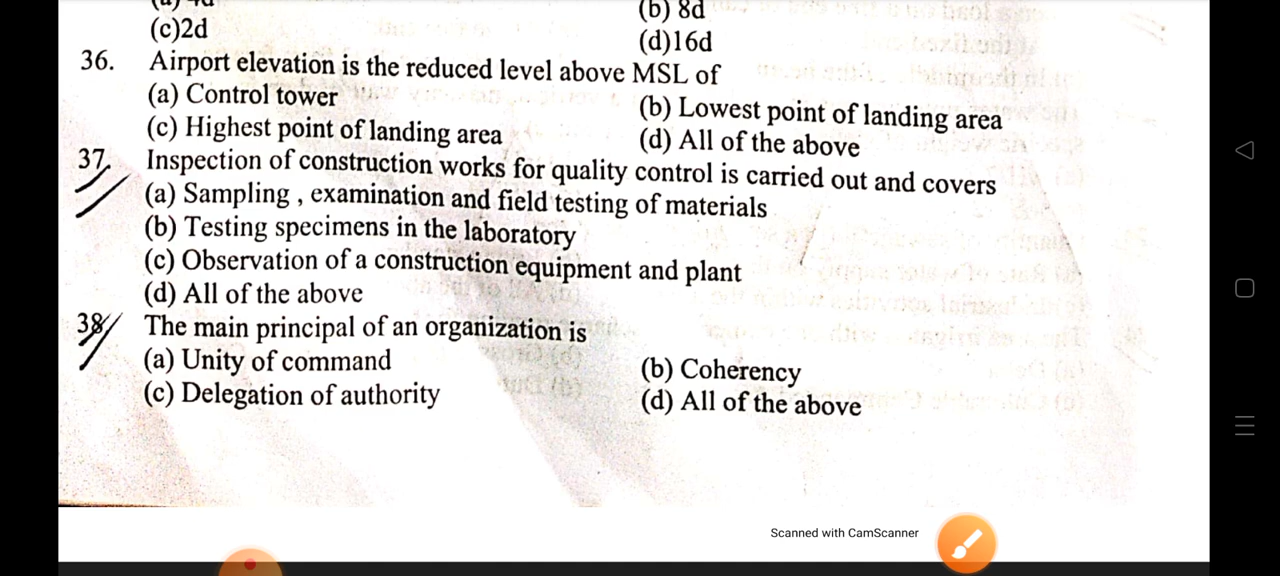 (b) 8d
(c)2d
(d)16d
36. Airport elevation is the reduced level above MSL of
(a) Control tower
(b) Lowest point of landing area
(c) Highest point of landing area
(d) All of the above
37. Inspection of construction works for quality control is carried out and covers
(a) Sampling , examination and field testing of materials
(b) Testing specimens in the laboratory
(c) Observation of a construction equipment and plant
(d) All of the above
38. The main principal of an organization is
(a) Unity of command
(b) Coherency
(c) Delegation of authority
(d) All of the above
Scanned with CamScanner